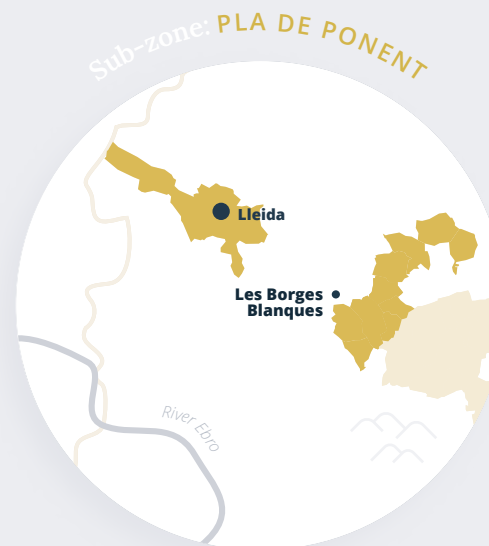 Sub-zone: PLA DE PONENT
Lleida
Les Borges
Blanques
River Ebro